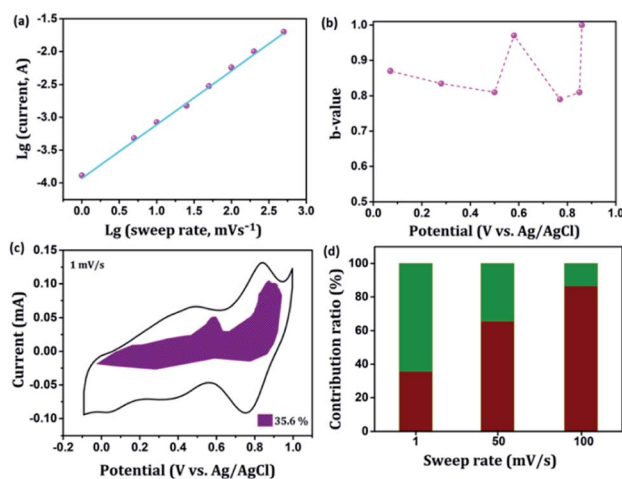 (a)
-1.5
-2.0
-2.5
-3.0
-3.5
-4.0
Lg (current, A)
0.0 0.5 1.0 1.5 2.0 2.5 3.0
Lg (sweep rate, mVs⁻¹)
(b)
1.0
0.9
0.8
0.7
0.6
0.5
b-value
0.0 0.2 0.4 0.6 0.8 1.0
Potential (V vs. Ag/AgCl)
(c)
1 mV/s
0.15
0.10
0.05
0.00
-0.05
-0.10
Current (mA)
35.6 %
0.0 0.2 0.4 0.6 0.8 1.0
Potential (V vs. Ag/AgCl)
(d)
100
80
60
40
20
0
Contribution ratio (%)
1 50 100
Sweep rate (mV/s)